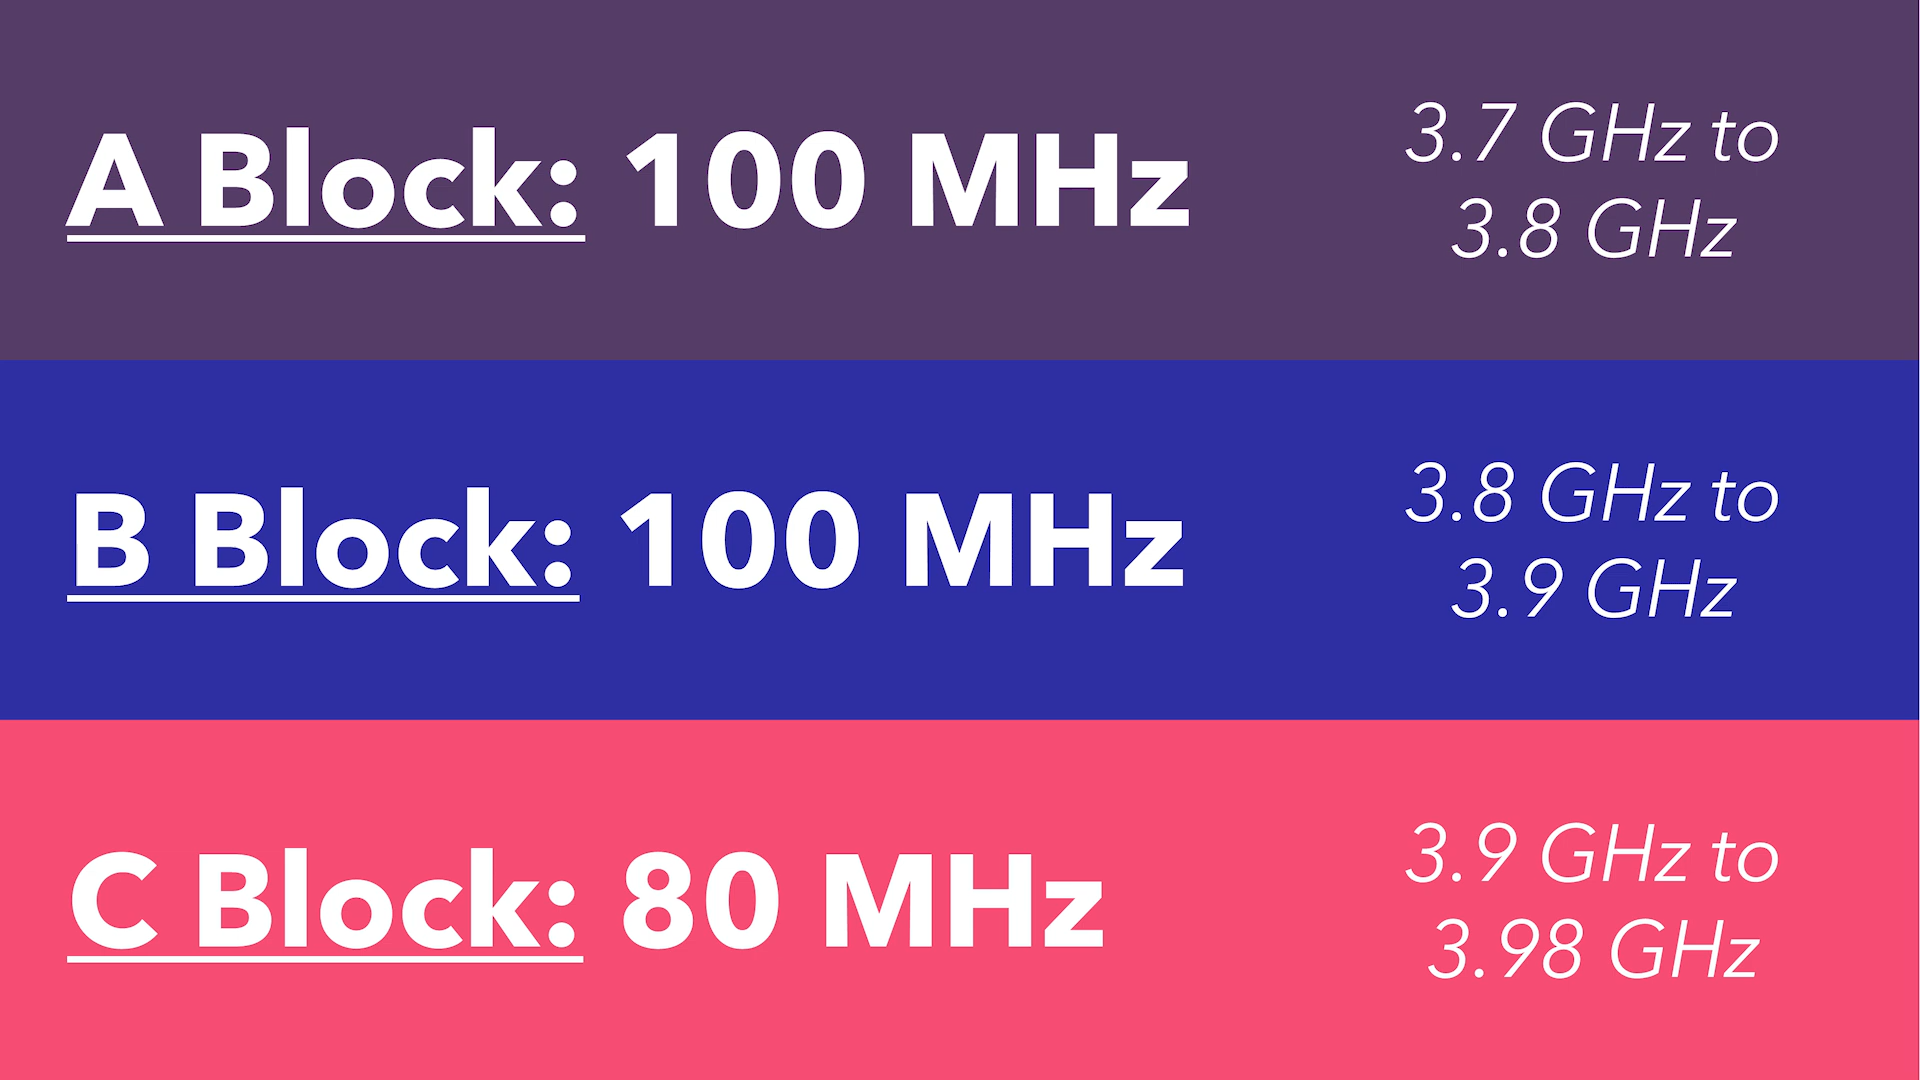 A Block: 100 MHz
3.7 GHz to
3.8 GHz
B Block: 100 MHz
3.8 GHz to
3.9 GHz
C Block: 80 MHz
3.9 GHz to
3.98 GHz